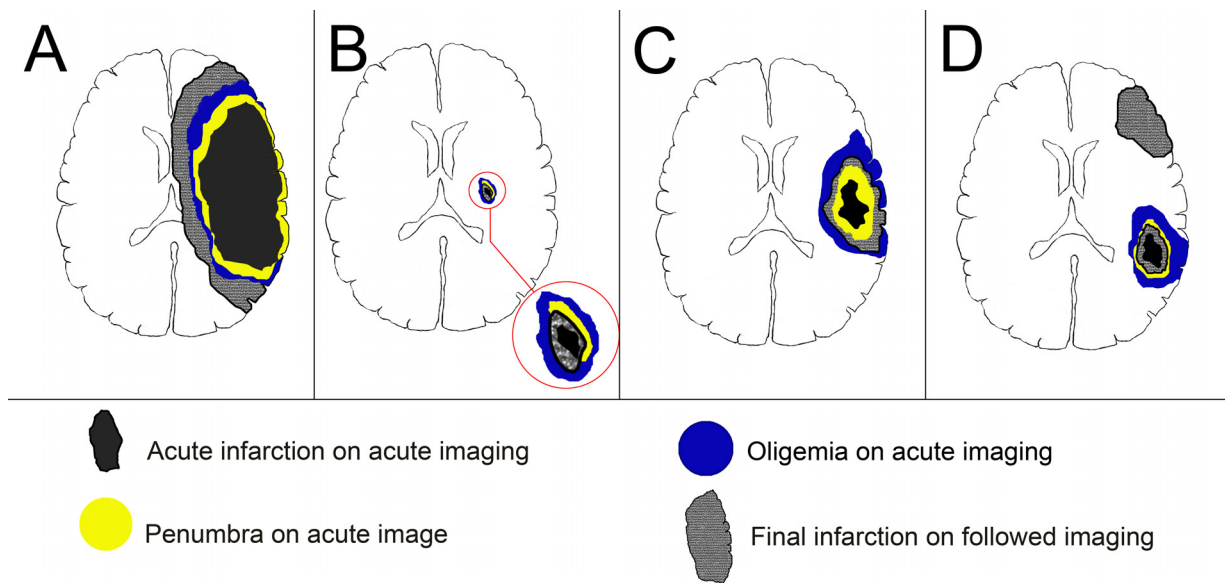 A
B
C
D
Acute infarction on acute imaging
Oligemia on acute imaging
Penumbra on acute image
Final infarction on followed imaging